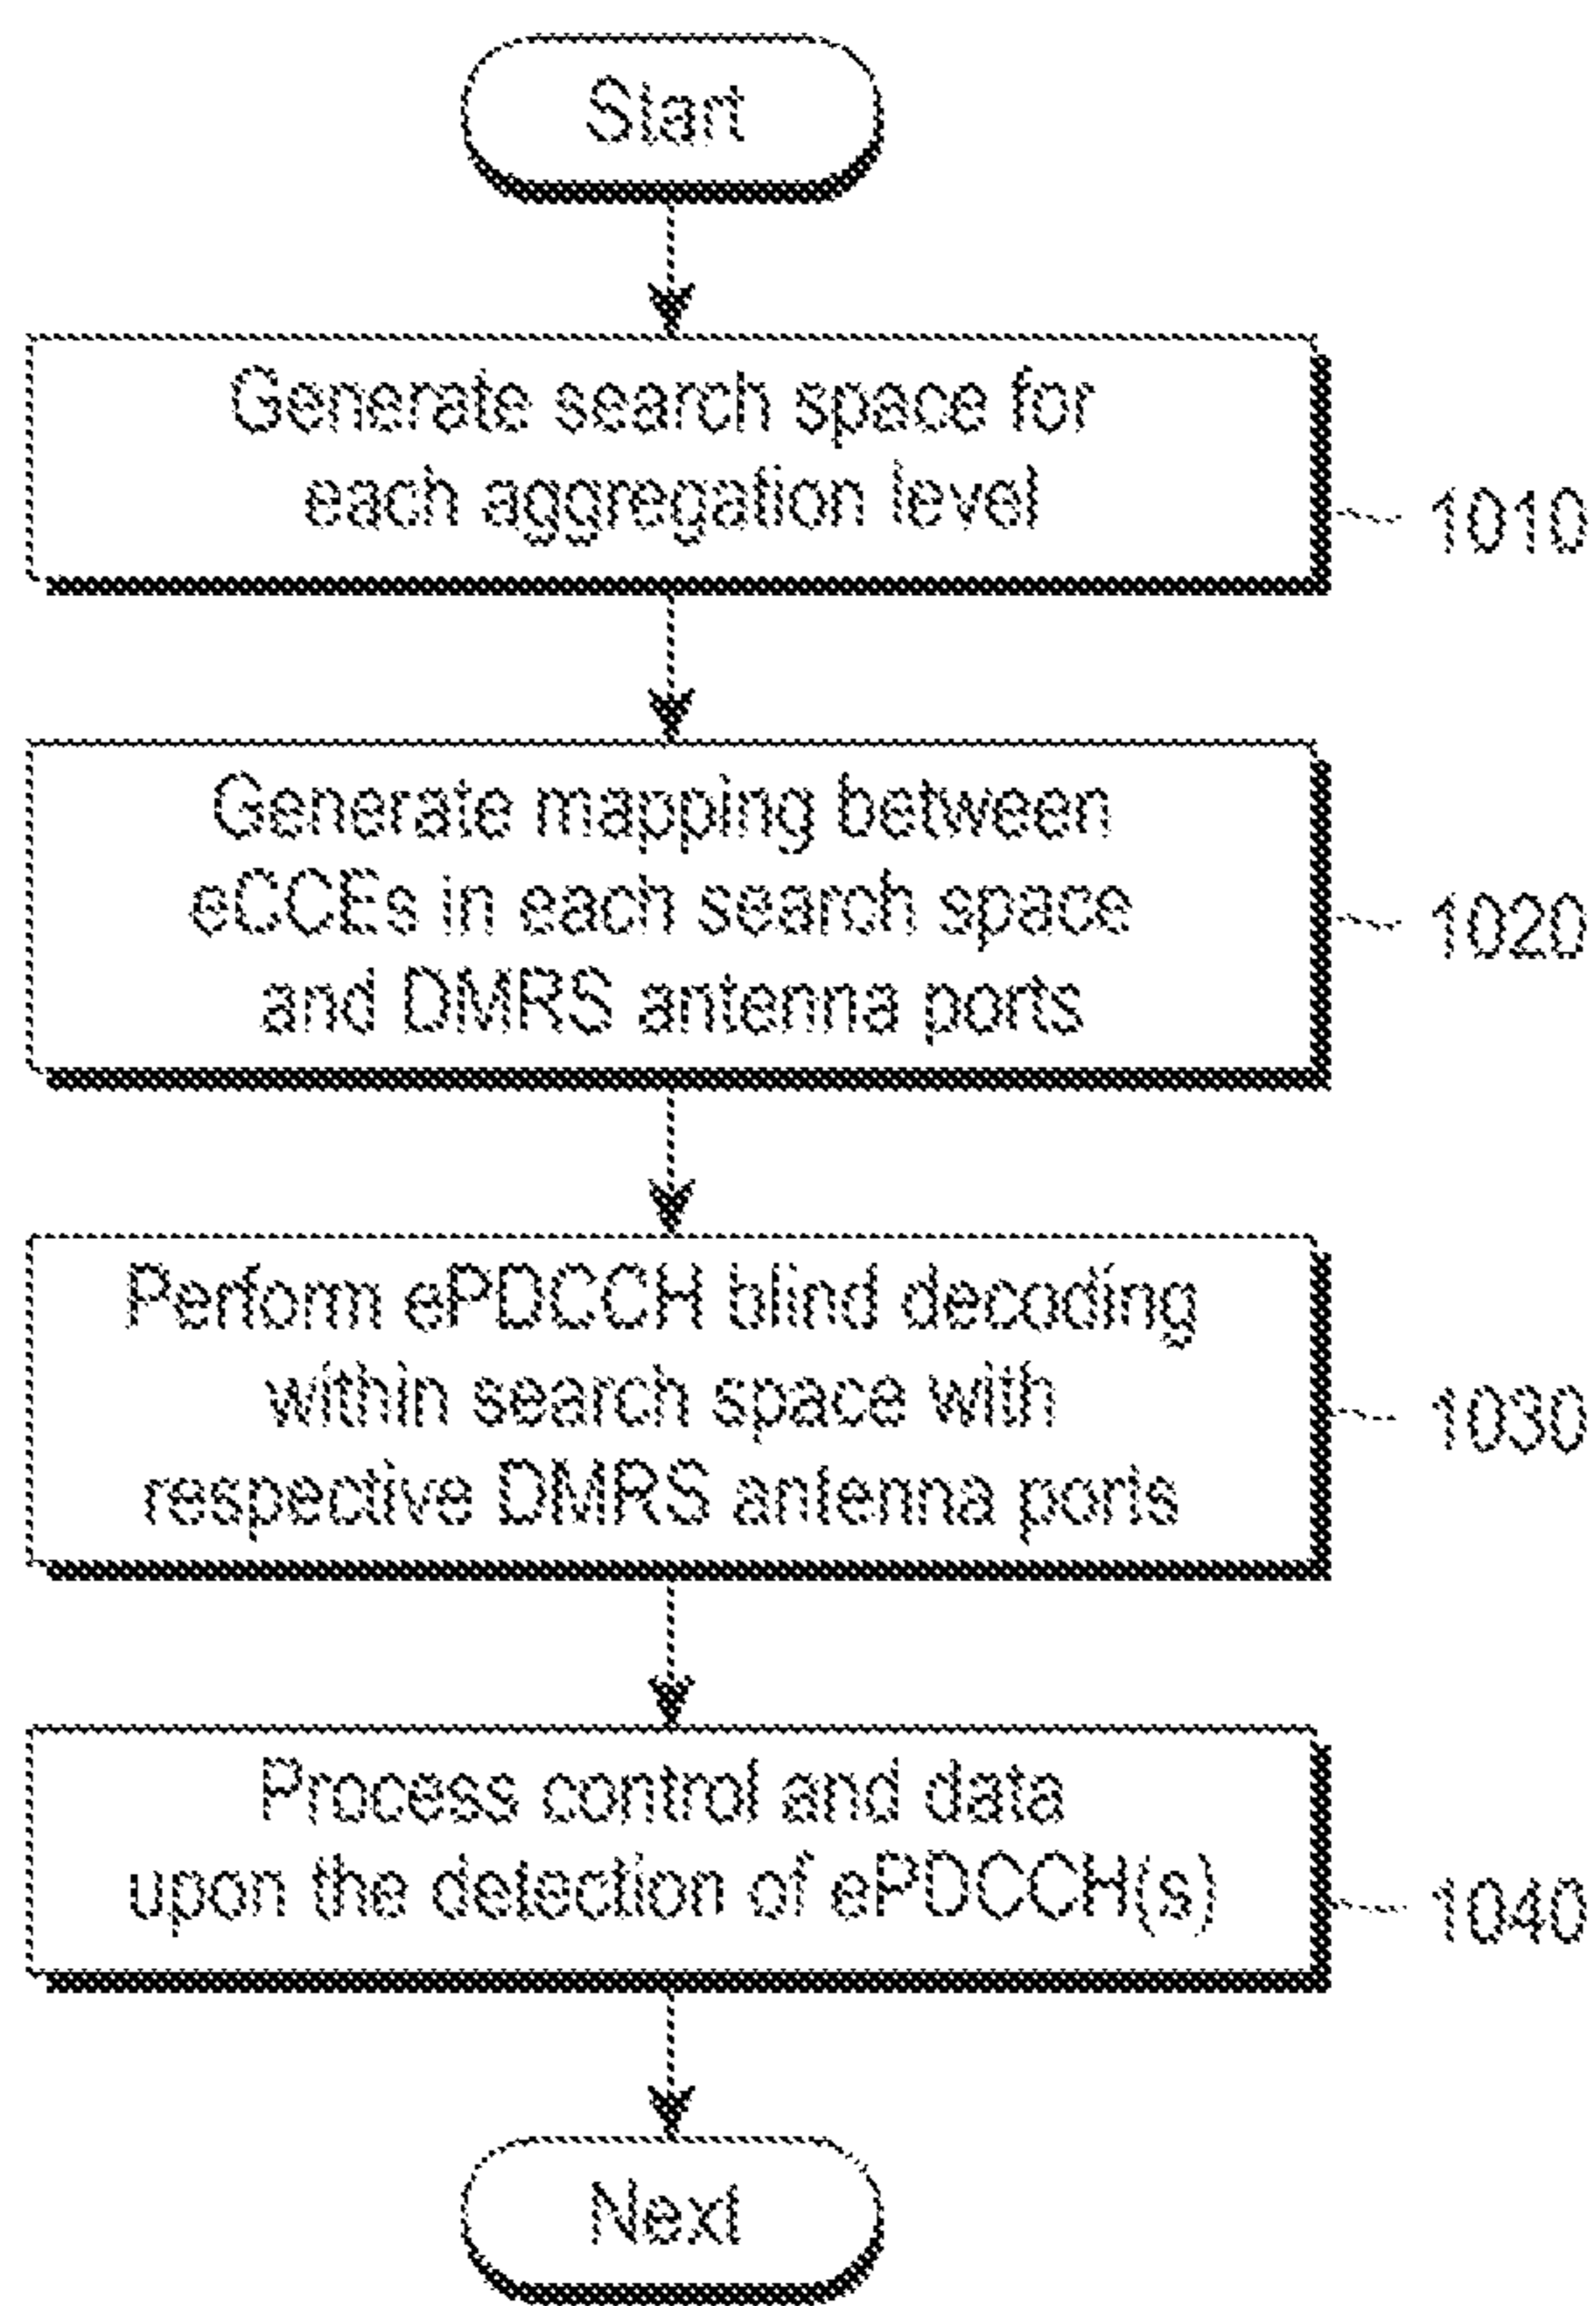 Start
Generate search space for
each aggregation level
1010
Generate mapping between
eCCEs in each search space
and DMRS antenna ports
1020
Perform ePDCCH blind decoding
within search space with
respective DMRS antenna ports
1030
Process control and data
upon the detection of ePDCCH(s)
1040
Next